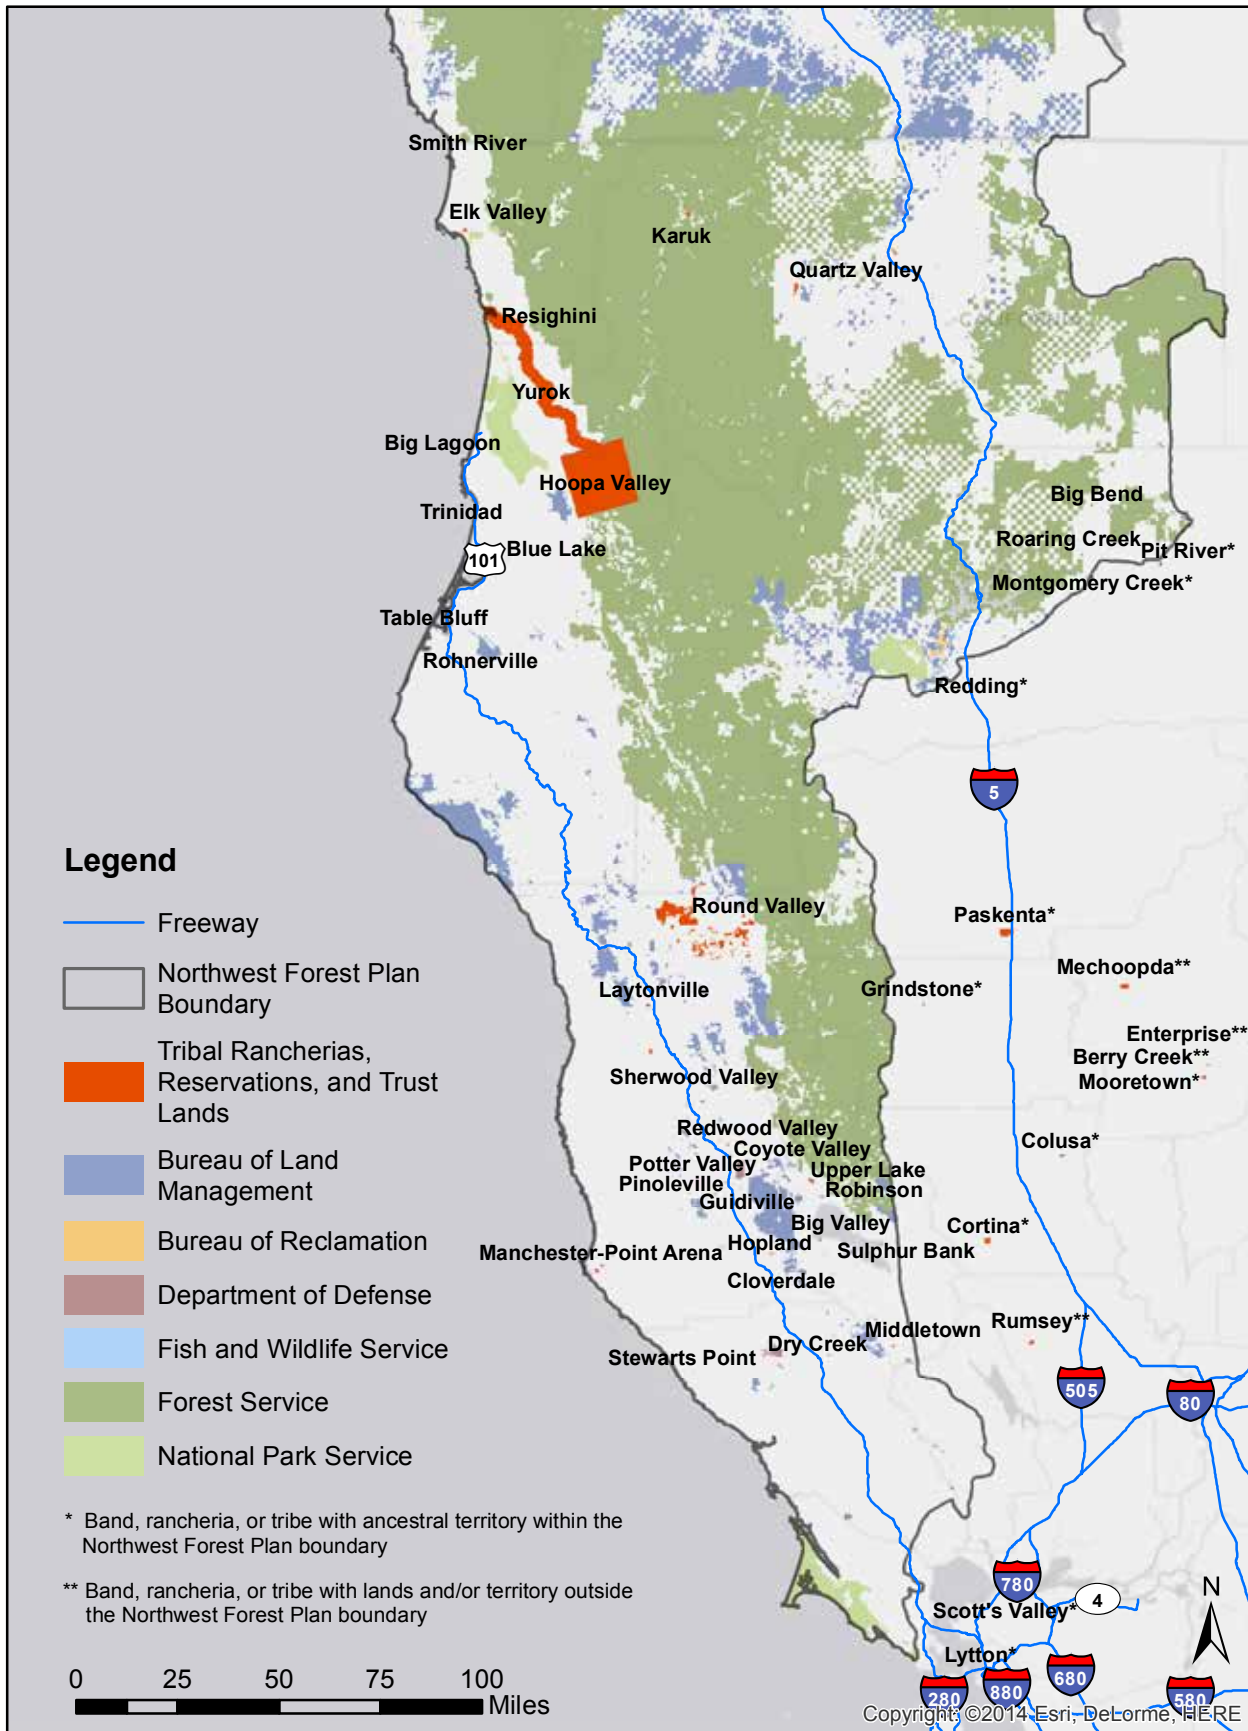 Smith River
Elk Valley
Karuk
Quartz Valley
Resighini
Yurok
Big Lagoon
Hoopa Valley
Big Bend
Trinidad
Roaring Creek
Pit River*
Blue Lake
101
Montgomery Creek*
Table Bluff
Rohnerville
Redding*
5
Legend
Freeway
Northwest Forest Plan
Boundary
Tribal Rancherias,
Reservations, and Trust
Lands
Bureau of Land
Management
Bureau of Reclamation
Department of Defense
Fish and Wildlife Service
Forest Service
National Park Service
Round Valley
Paskenta*
Mechoopda**
Grindstone*
Laytonville
Enterprise**
Berry Creek**
Mooretown*
Sherwood Valley
Redwood Valley
Coyote Valley
Colusa*
Potter Valley
Upper Lake
Pinoleville
Robinson
Guidiville
Big Valley
Cortina*
Hopland
Sulphur Bank
Manchester-Point Arena
Cloverdale
Middletown
Rumsey**
Dry Creek
Stewarts Point
505
80
* Band, rancheria, or tribe with ancestral territory within the
Northwest Forest Plan boundary
** Band, rancheria, or tribe with lands and/or territory outside
the Northwest Forest Plan boundary
780
4
Scott's Valley*
N
Lytton*
680
280
880
580
0 25 50 75 100
Miles
Copyright: ©2014 Esri, DeLorme, HERE